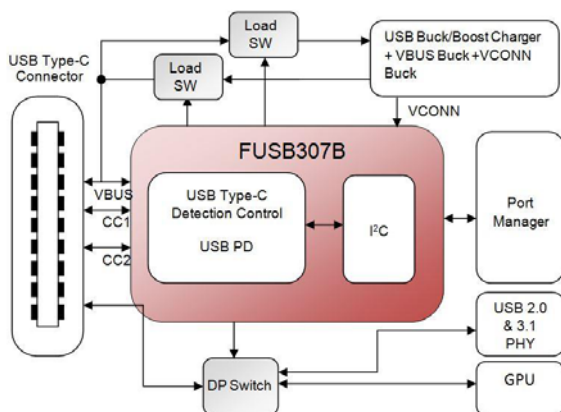 USB Type-C
Connector
Load
SW
Load
SW
USB Buck/Boost Charger
+ VBUS Buck +VCONN
Buck
VCONN
FUSB307B
VBUS
CC1
CC2
USB Type-C
Detection Control
USB PD
I²C
Port
Manager
USB 2.0
& 3.1
PHY
DP Switch
GPU